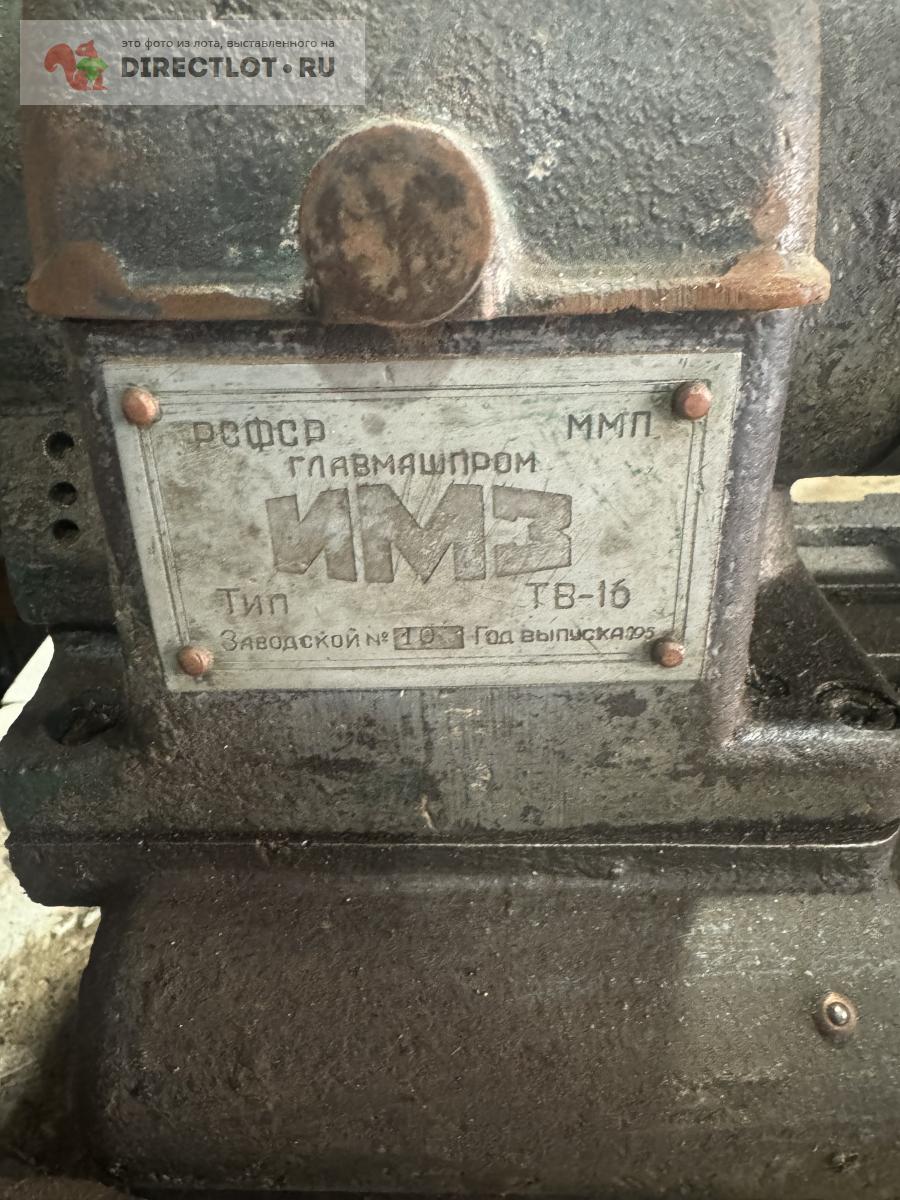 это фото из лота, выставленного на
DIRECTLOT.RU
РСФСР ММП
ГЛАВМАШПРОМ
ИМЗ
Тип ТВ-16
Заводской № Год выпуска 195